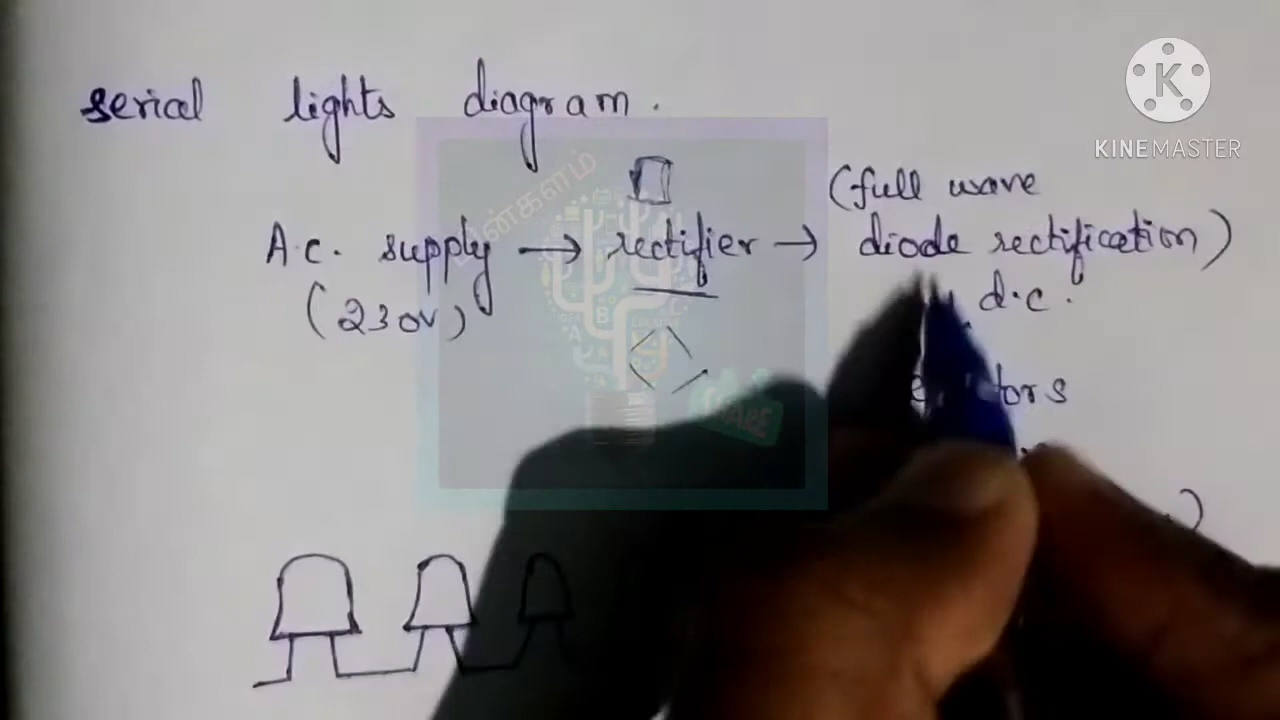 serial lights diagram.
(full wave
A.C. supply → rectifier → diode rectification)
(230V)
d.c.
K
KINEMASTER